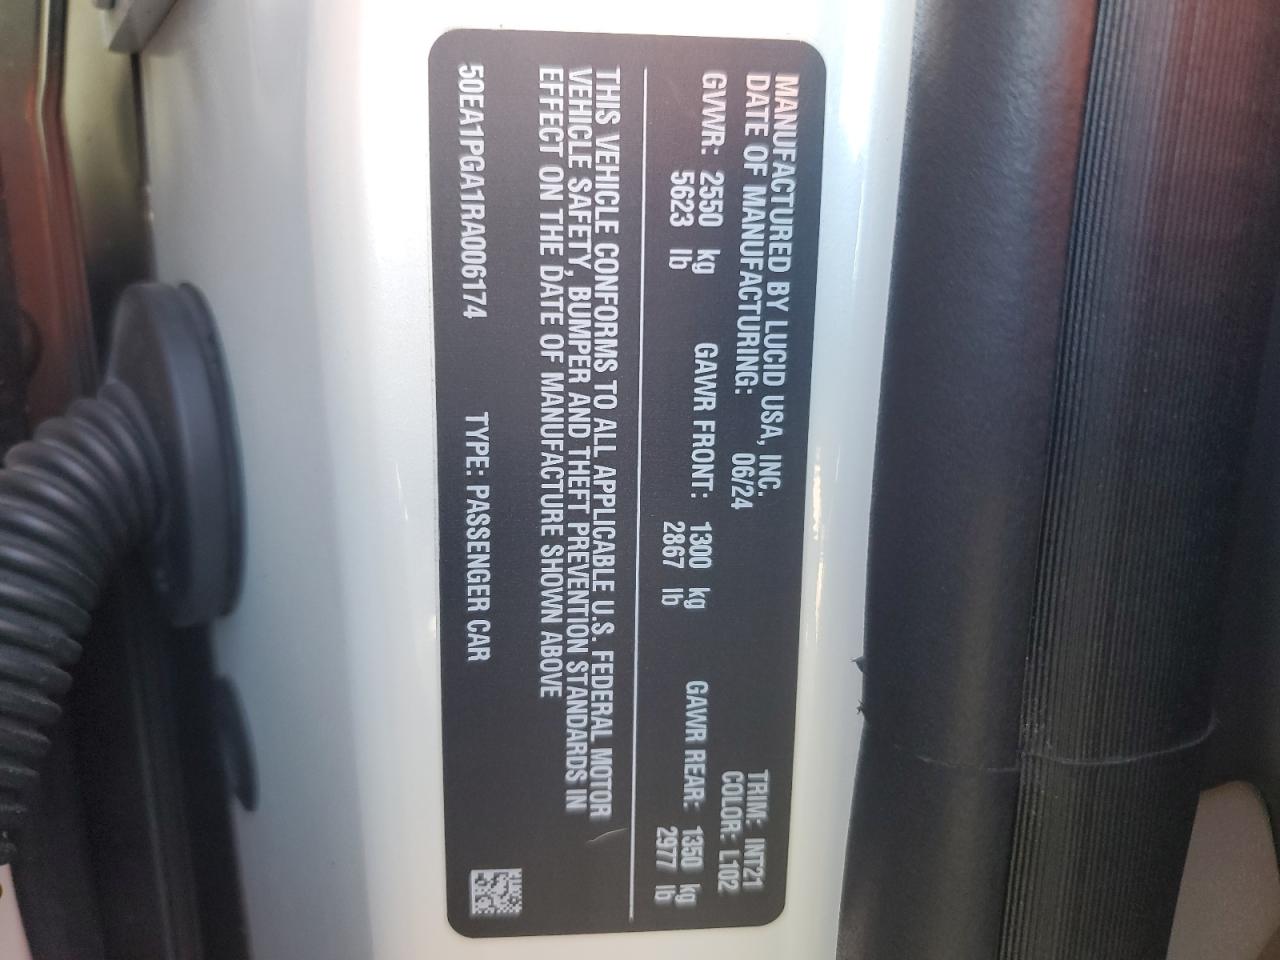 MANUFACTURED BY LUCID USA, INC.
DATE OF MANUFACTURING: 06/24
TRIM: INT21
COLOR: L102
GVWR: 2550 kg GAWR FRONT: 1300 kg GAWR REAR: 1350 kg
5623 lb 2867 lb 2977 lb
THIS VEHICLE CONFORMS TO ALL APPLICABLE U.S. FEDERAL MOTOR
VEHICLE SAFETY, BUMPER AND THEFT PREVENTION STANDARDS IN
EFFECT ON THE DATE OF MANUFACTURE SHOWN ABOVE
50EA1PGA1RA006174 TYPE: PASSENGER CAR